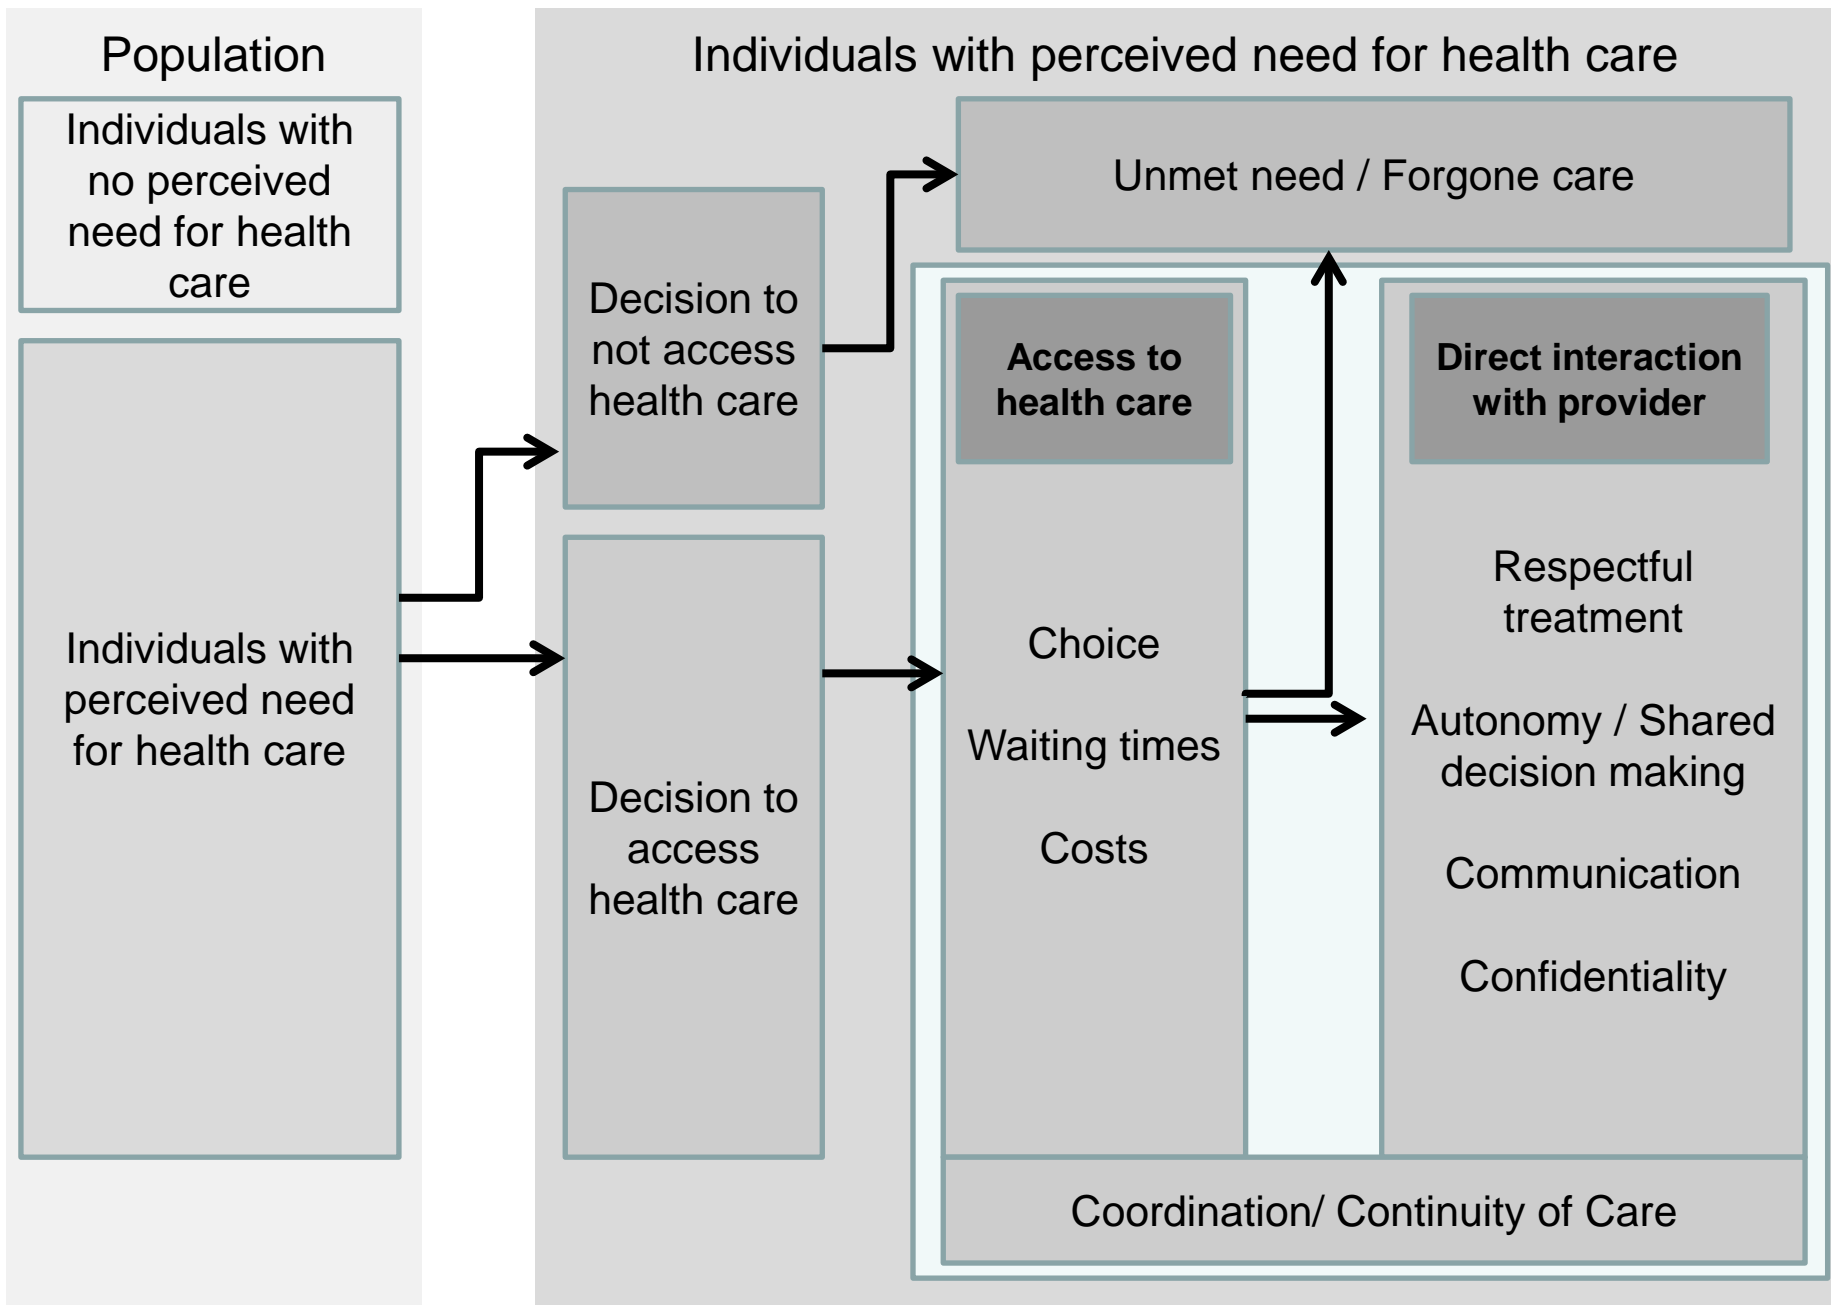 Population
Individuals with
no perceived
need for health
care
Individuals with
perceived need
for health care
Individuals with perceived need for health care
Decision to
not access
health care
Decision to
access
health care
Unmet need / Forgone care
Access to
health care
Choice
Waiting times
Costs
Direct interaction
with provider
Respectful
treatment
Autonomy / Shared
decision making
Communication
Confidentiality
Coordination/ Continuity of Care